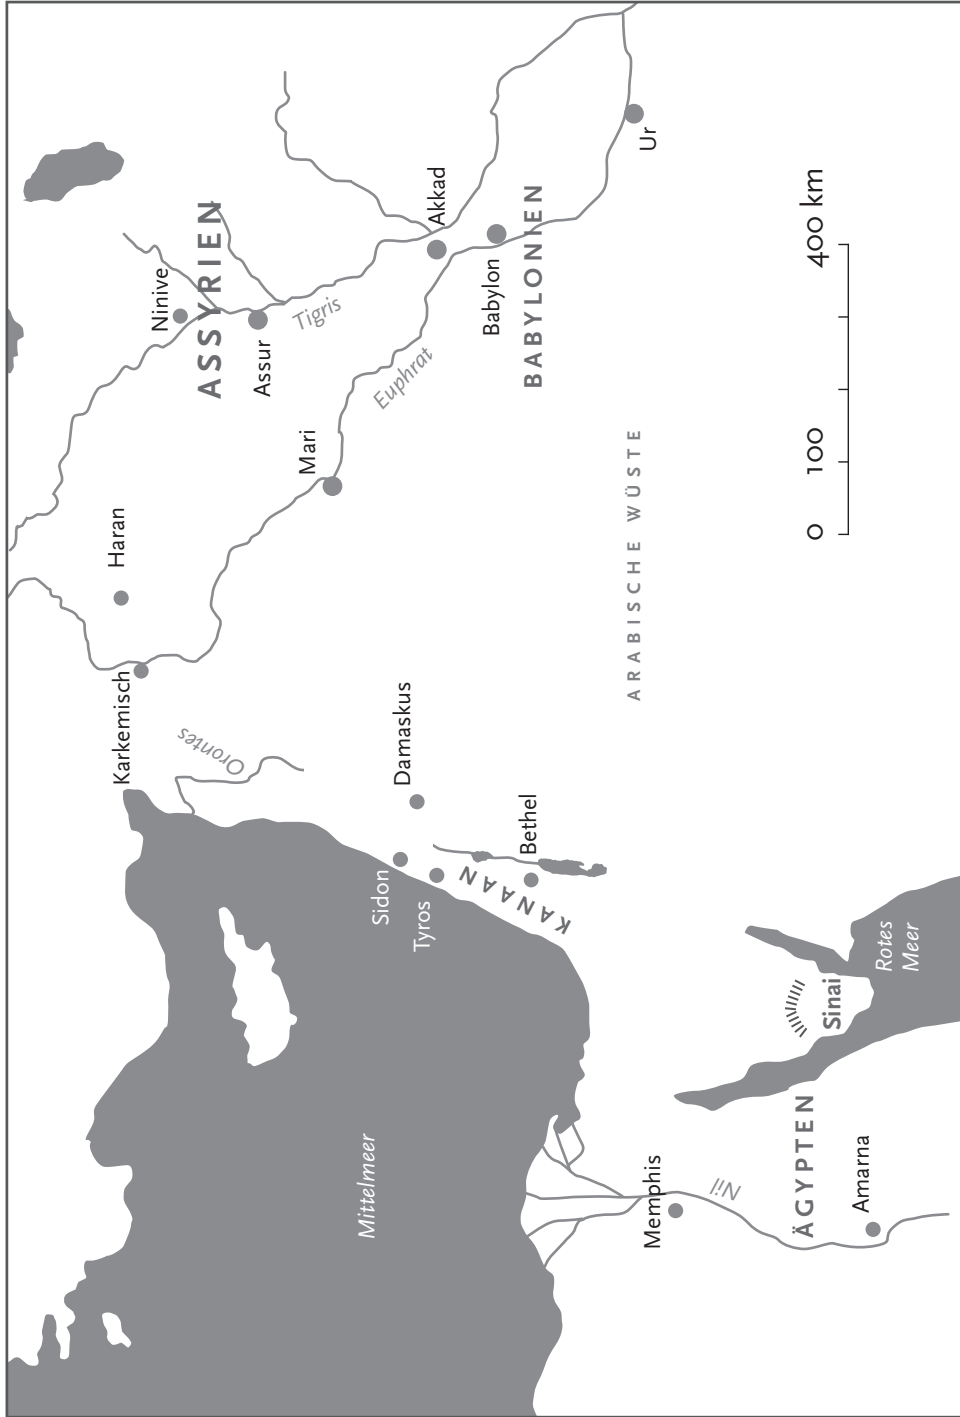 Ninive
ASSYRIEN
Assur
Tigris
Haran
Karkemisch
Orontes
Mari
Euphrat
Akkad
Babylon
BABYLONIEN
Ur
Mittelmeer
Sidon
Tyros
Damaskus
KANAAN
Bethel
ARABISCHE WÜSTE
Memphis
Nil
ÄGYPTEN
Amarna
Sinai
Rotes
Meer
0 100 400 km